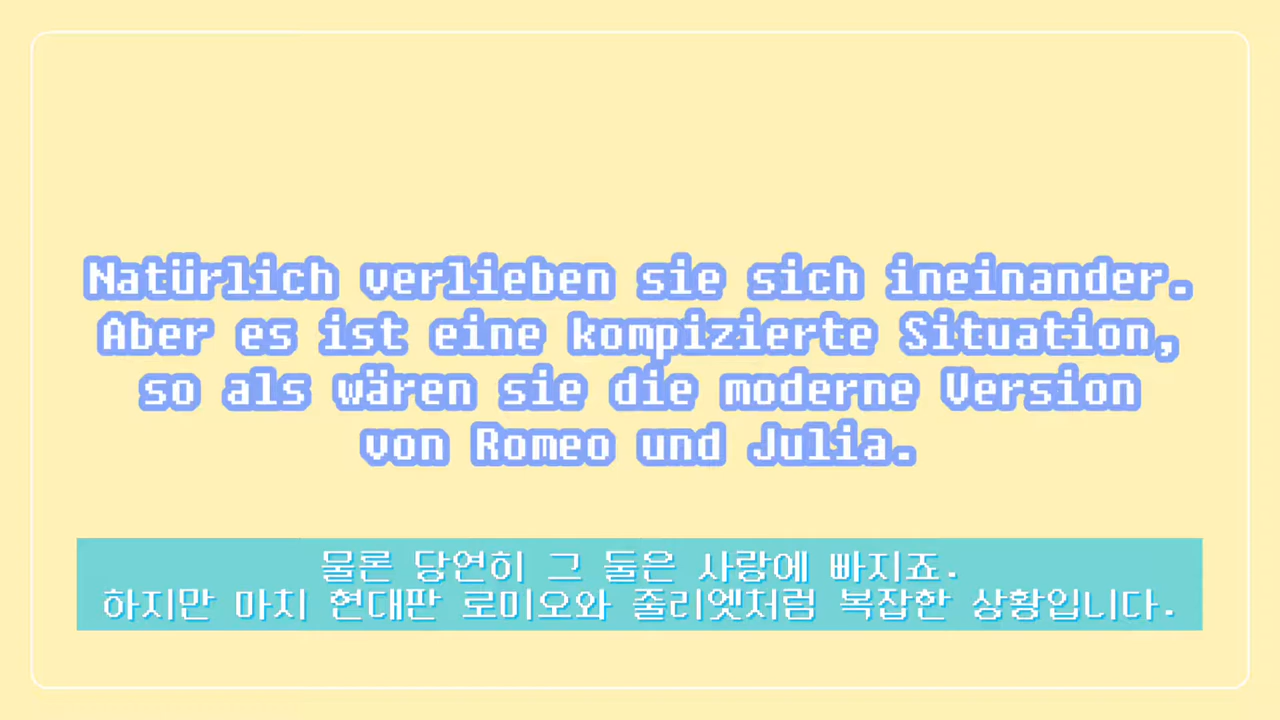 Natürlich verlieben sie sich ineinander.
Aber es ist eine kompizierte Situation,
so als wären sie die moderne Version
von Romeo und Julia.
물론 당연히 그 둘은 사랑에 빠지죠.
하지만 마치 현대판 로미오와 줄리엣처럼 복잡한 상황입니다.